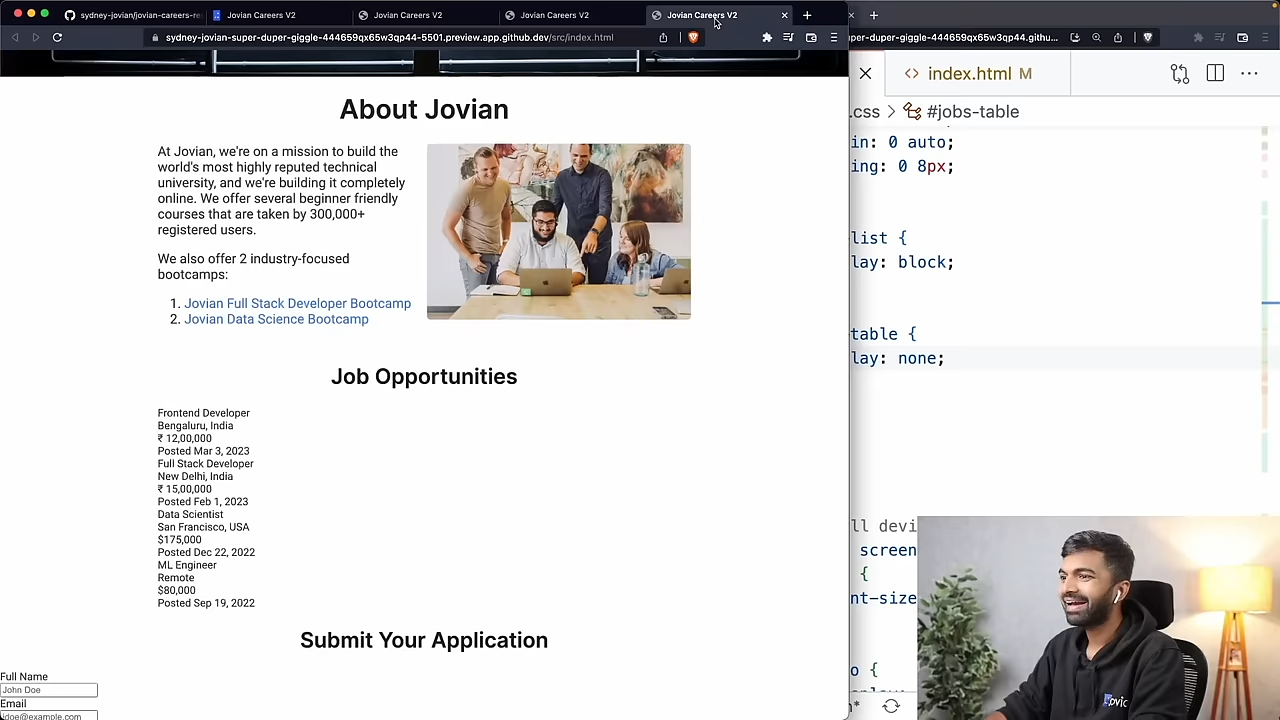 sydney-jovian/jovian-careers-re
Jovian Careers V2
Jovian Careers V2
Jovian Careers V2
Jovian Careers V2
sydney-jovian-super-duper-giggle-444659qx65w3qp44-5501.preview.app.github.dev/src/index.html
per-duper-giggle-444659qx65w3qp44.githu...
index.html M
.css > #jobs-table
in: 0 auto;
ing: 0 8px;
list {
lay: block;
table {
lay: none;
ll devi
screen
{
nt-size
o {
About Jovian
At Jovian, we're on a mission to build the
world's most highly reputed technical
university, and we're building it completely
online. We offer several beginner friendly
courses that are taken by 300,000+
registered users.
We also offer 2 industry-focused
bootcamps:
1. Jovian Full Stack Developer Bootcamp
2. Jovian Data Science Bootcamp
Job Opportunities
Frontend Developer
Bengaluru, India
₹ 12,00,000
Posted Mar 3, 2023
Full Stack Developer
New Delhi, India
₹ 15,00,000
Posted Feb 1, 2023
Data Scientist
San Francisco, USA
$175,000
Posted Dec 22, 2022
ML Engineer
Remote
$80,000
Posted Sep 19, 2022
Submit Your Application
Full Name
John Doe
Email
jdoe@example.com